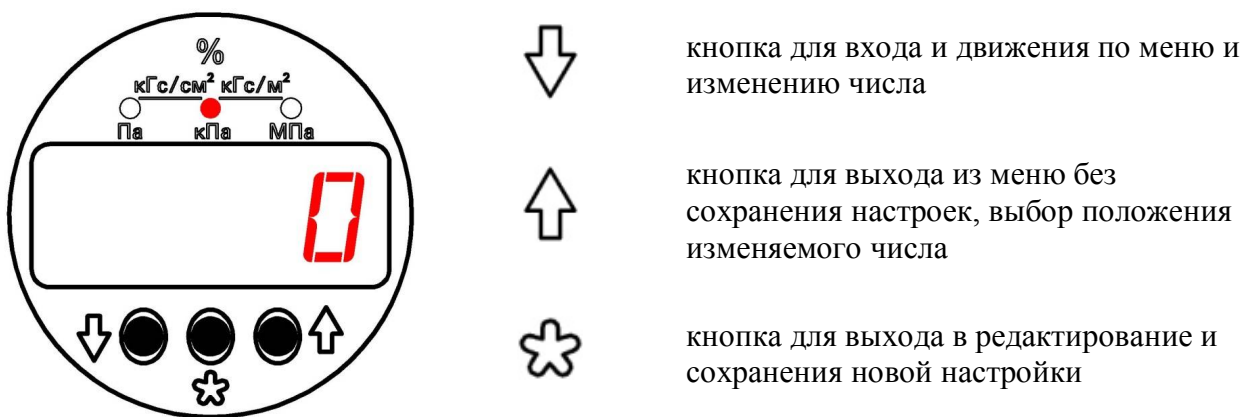 %
кГс/см² кГс/м²
Па кПа МПа
0
кнопка для входа и движения по меню и
изменению числа
кнопка для выхода из меню без
сохранения настроек, выбор положения
изменяемого числа
кнопка для выхода в редактирование и
сохранения новой настройки